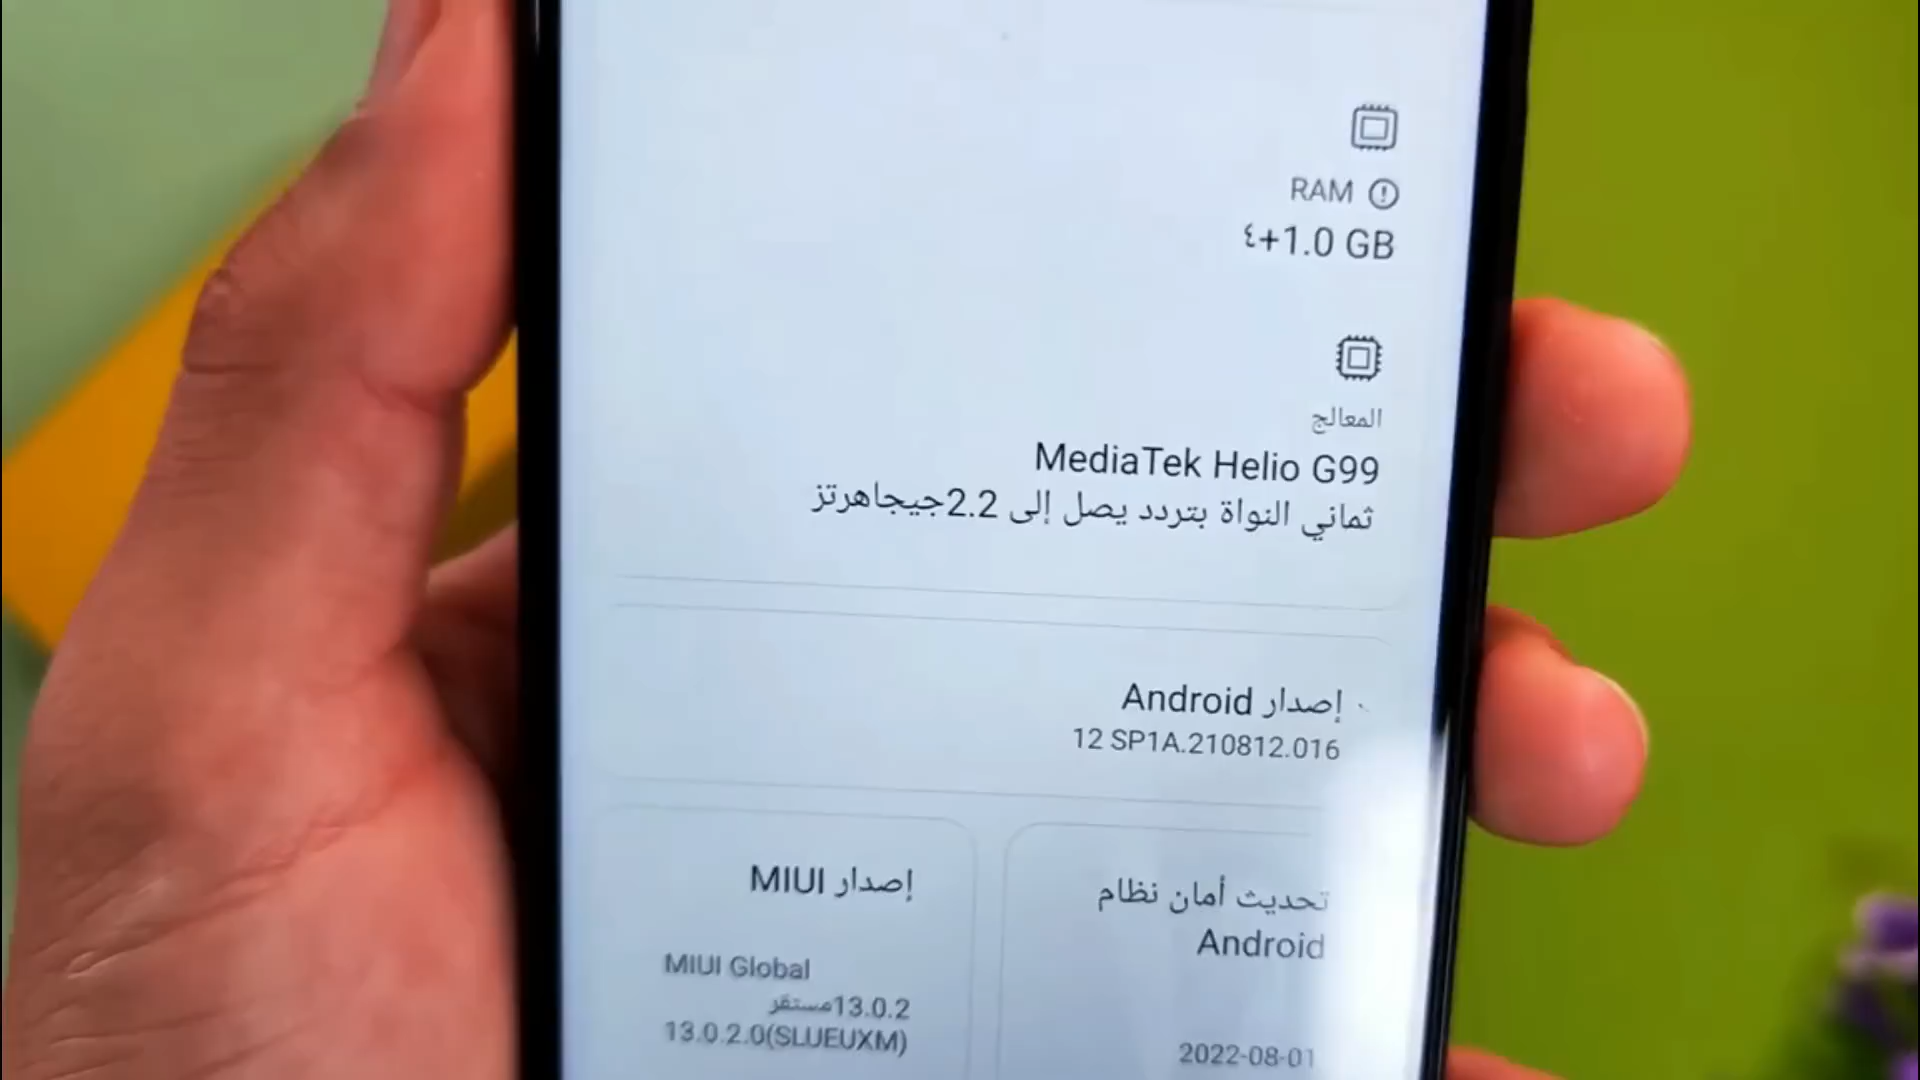 RAM
٤+1.0 GB
المعالج
MediaTek Helio G99
ثماني النواة بتردد يصل إلى 2.2جيجاهرتز
إصدار Android
12 SP1A.210812.016
تحديث أمان نظام
Android
2022-08-01
إصدار MIUI
MIUI Global
13.0.2مستقر
13.0.2.0(SLUEUXM)